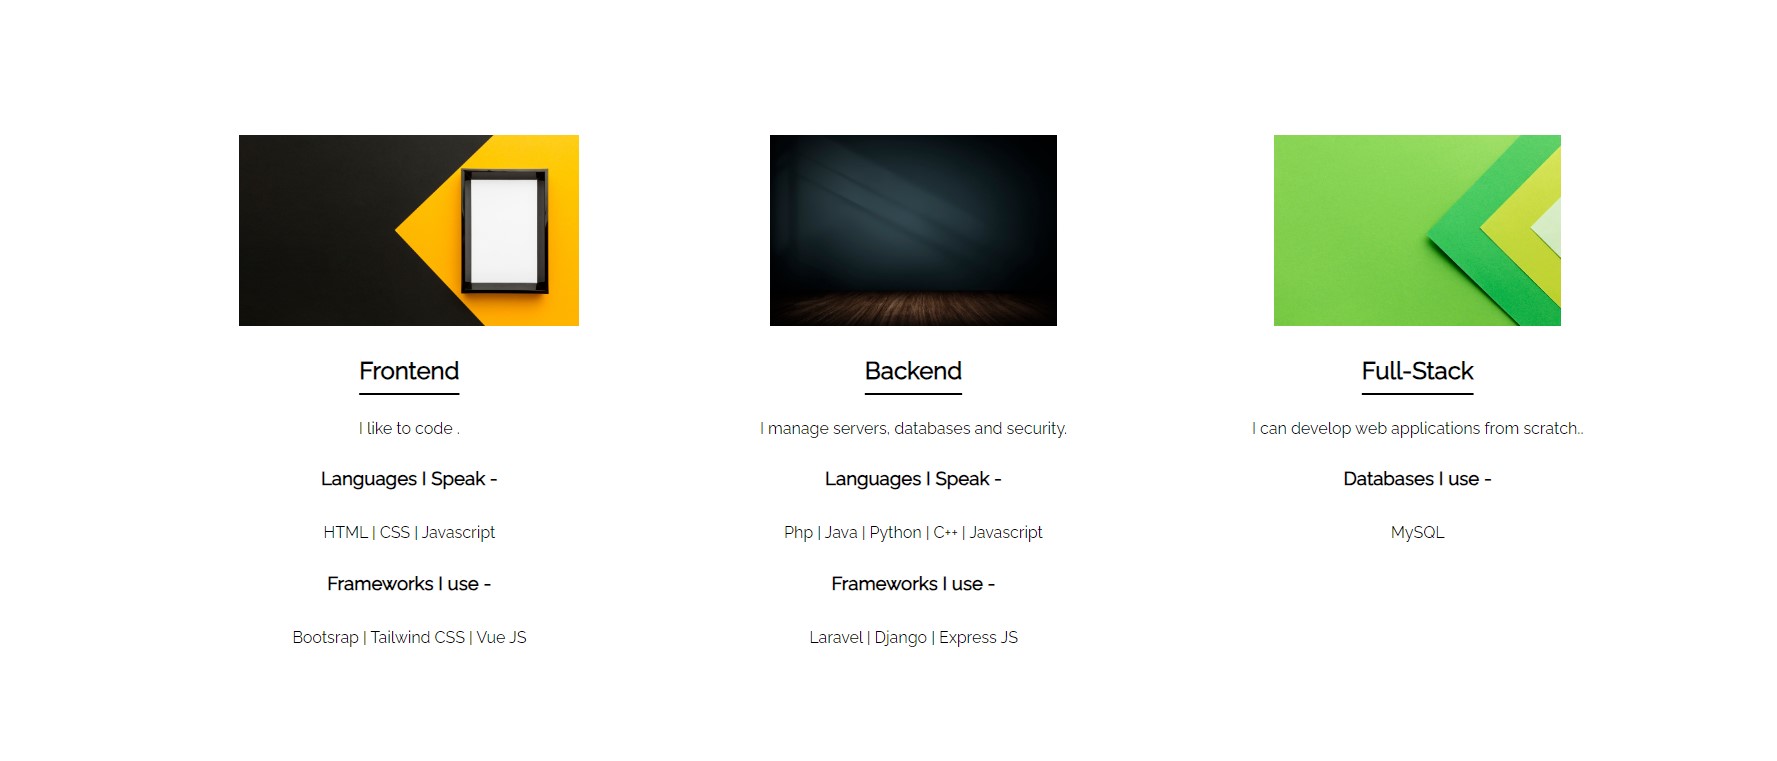 Frontend
I like to code .
Languages I Speak -
HTML | CSS | Javascript
Frameworks I use -
Bootsrap | Tailwind CSS | Vue JS
Backend
I manage servers, databases and security.
Languages I Speak -
Php | Java | Python | C++ | Javascript
Frameworks I use -
Laravel | Django | Express JS
Full-Stack
I can develop web applications from scratch..
Databases I use -
MySQL